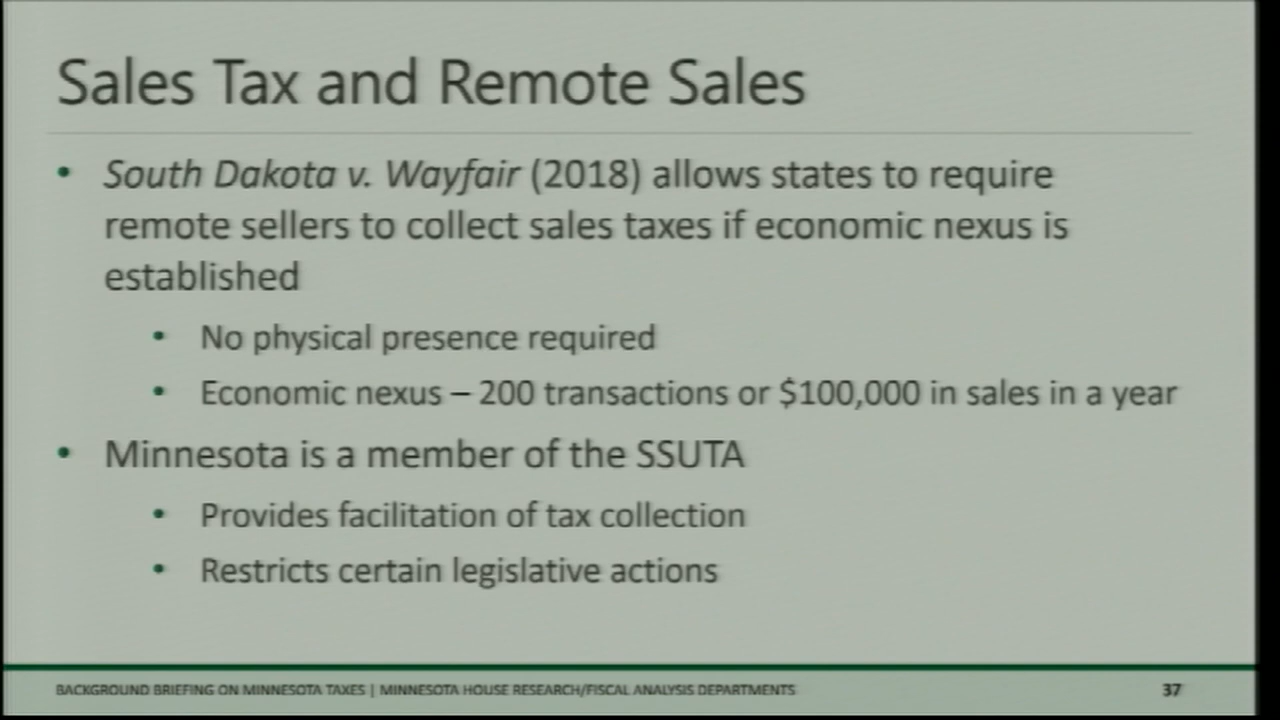 Sales Tax and Remote Sales
• South Dakota v. Wayfair (2018) allows states to require
remote sellers to collect sales taxes if economic nexus is
established
• No physical presence required
• Economic nexus – 200 transactions or $100,000 in sales in a year
• Minnesota is a member of the SSUTA
• Provides facilitation of tax collection
• Restricts certain legislative actions
BACKGROUND BRIEFING ON MINNESOTA TAXES | MINNESOTA HOUSE RESEARCH/FISCAL ANALYSIS DEPARTMENTS
37